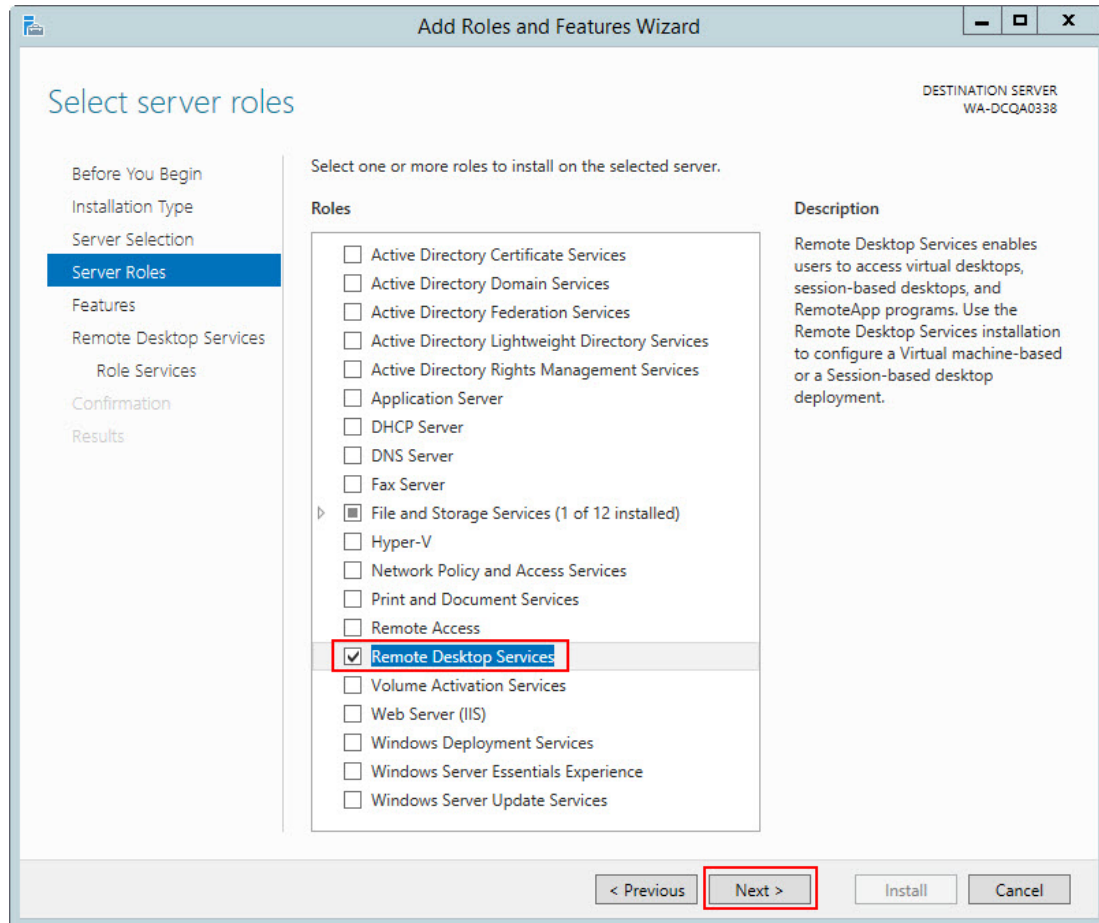 Add Roles and Features Wizard
Select server roles
DESTINATION SERVER
WA-DCQA0338
Before You Begin
Installation Type
Server Selection
Server Roles
Features
Remote Desktop Services
Role Services
Confirmation
Results
Select one or more roles to install on the selected server.
Roles
Active Directory Certificate Services
Active Directory Domain Services
Active Directory Federation Services
Active Directory Lightweight Directory Services
Active Directory Rights Management Services
Application Server
DHCP Server
DNS Server
Fax Server
File and Storage Services (1 of 12 installed)
Hyper-V
Network Policy and Access Services
Print and Document Services
Remote Access
Remote Desktop Services
Volume Activation Services
Web Server (IIS)
Windows Deployment Services
Windows Server Essentials Experience
Windows Server Update Services
Description
Remote Desktop Services enables
users to access virtual desktops,
session-based desktops, and
RemoteApp programs. Use the
Remote Desktop Services installation
to configure a Virtual machine-based
or a Session-based desktop
deployment.
< Previous
Next >
Install
Cancel